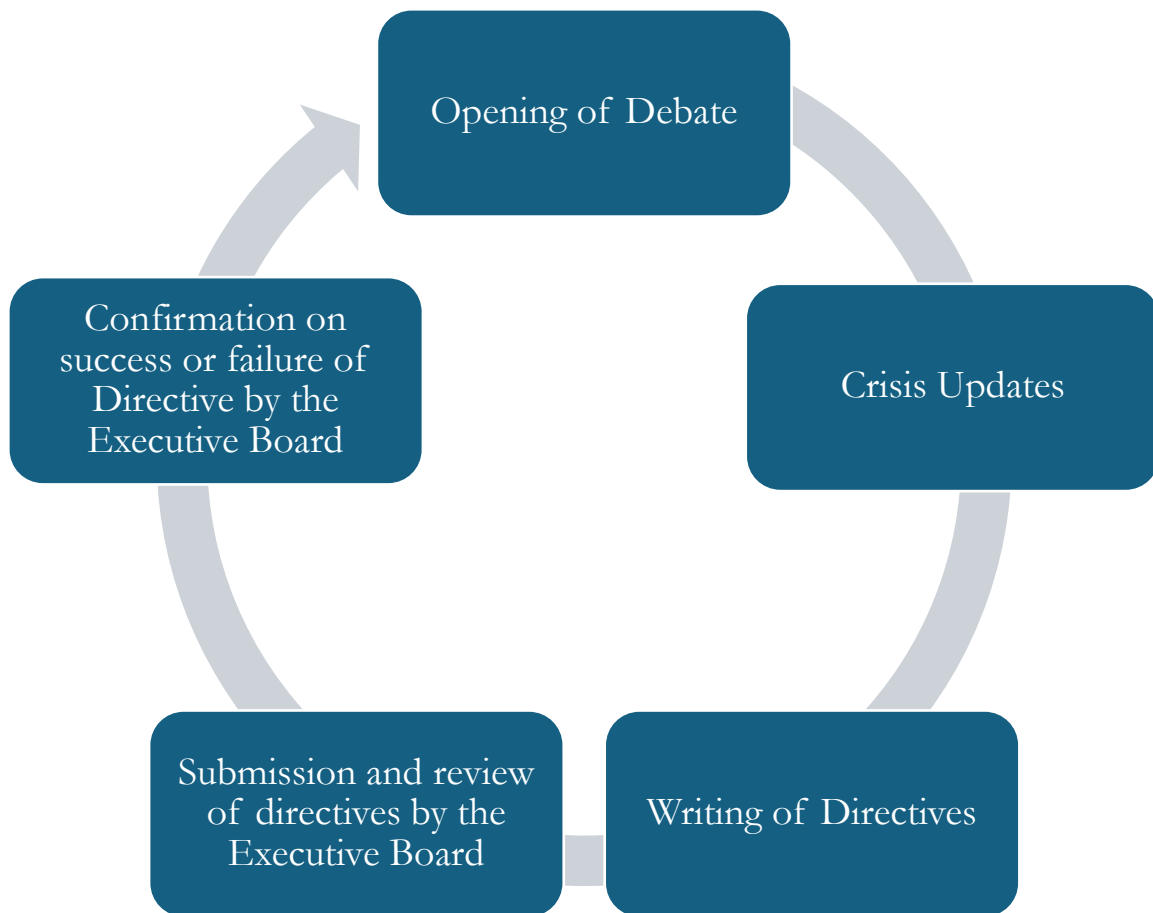 Opening of Debate
Crisis Updates
Writing of Directives
Submission and review
of directives by the
Executive Board
Confirmation on
success or failure of
Directive by the
Executive Board